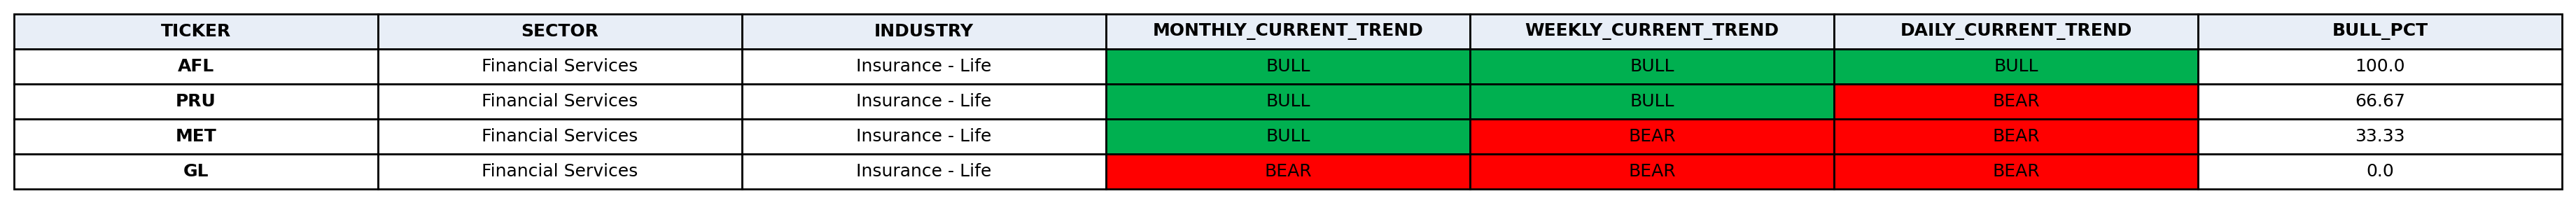 TICKER SECTOR INDUSTRY MONTHLY_CURRENT_TREND WEEKLY_CURRENT_TREND DAILY_CURRENT_TREND BULL_PCT
AFL Financial Services Insurance - Life BULL BULL BULL 100.0
PRU Financial Services Insurance - Life BULL BULL BEAR 66.67
MET Financial Services Insurance - Life BULL BEAR BEAR 33.33
GL Financial Services Insurance - Life BEAR BEAR BEAR 0.0